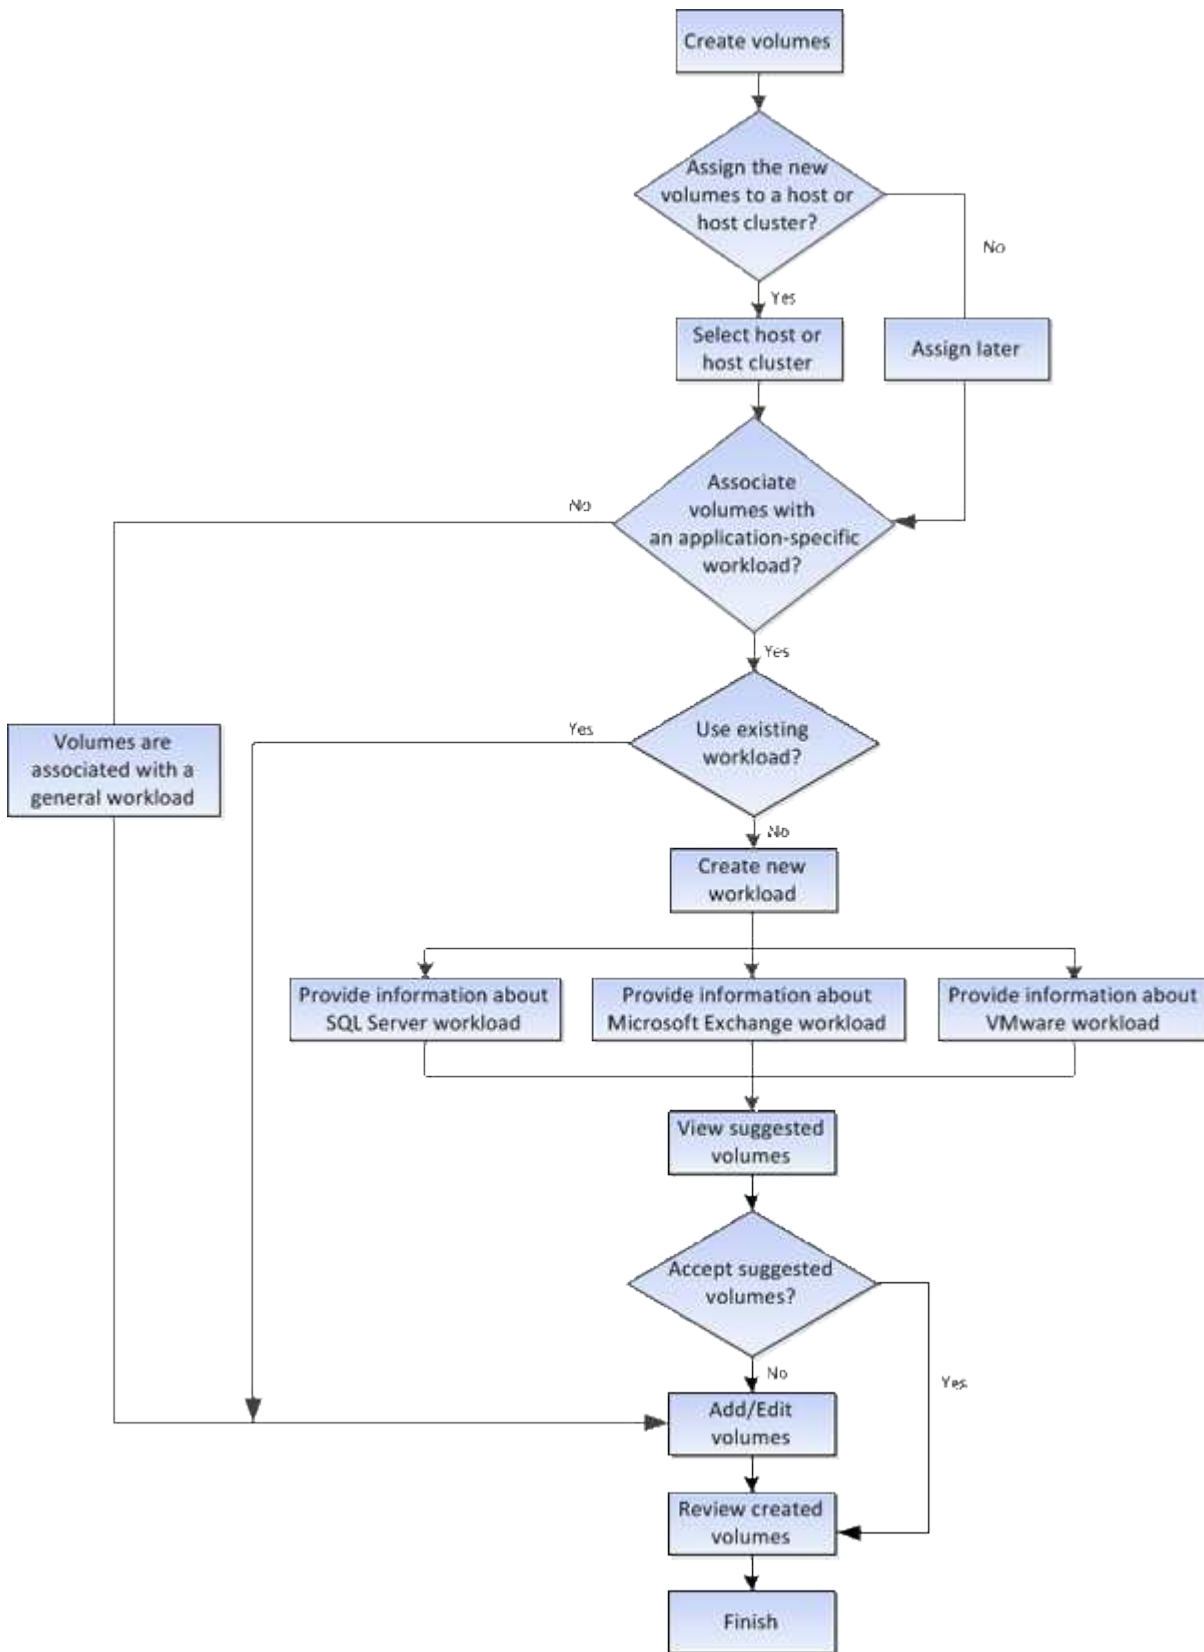 Create volumes
Assign the new
volumes to a host or
host cluster?
No
Yes
Select host or
host cluster
Assign later
Associate
volumes with
an application-specific
workload?
No
Yes
Use existing
workload?
Yes
Volumes are
associated with a
general workload
No
Create new
workload
Provide information about
SQL Server workload
Provide information about
Microsoft Exchange workload
Provide information about
VMware workload
View suggested
volumes
Accept suggested
volumes?
No
Yes
Add/Edit
volumes
Review created
volumes
Finish